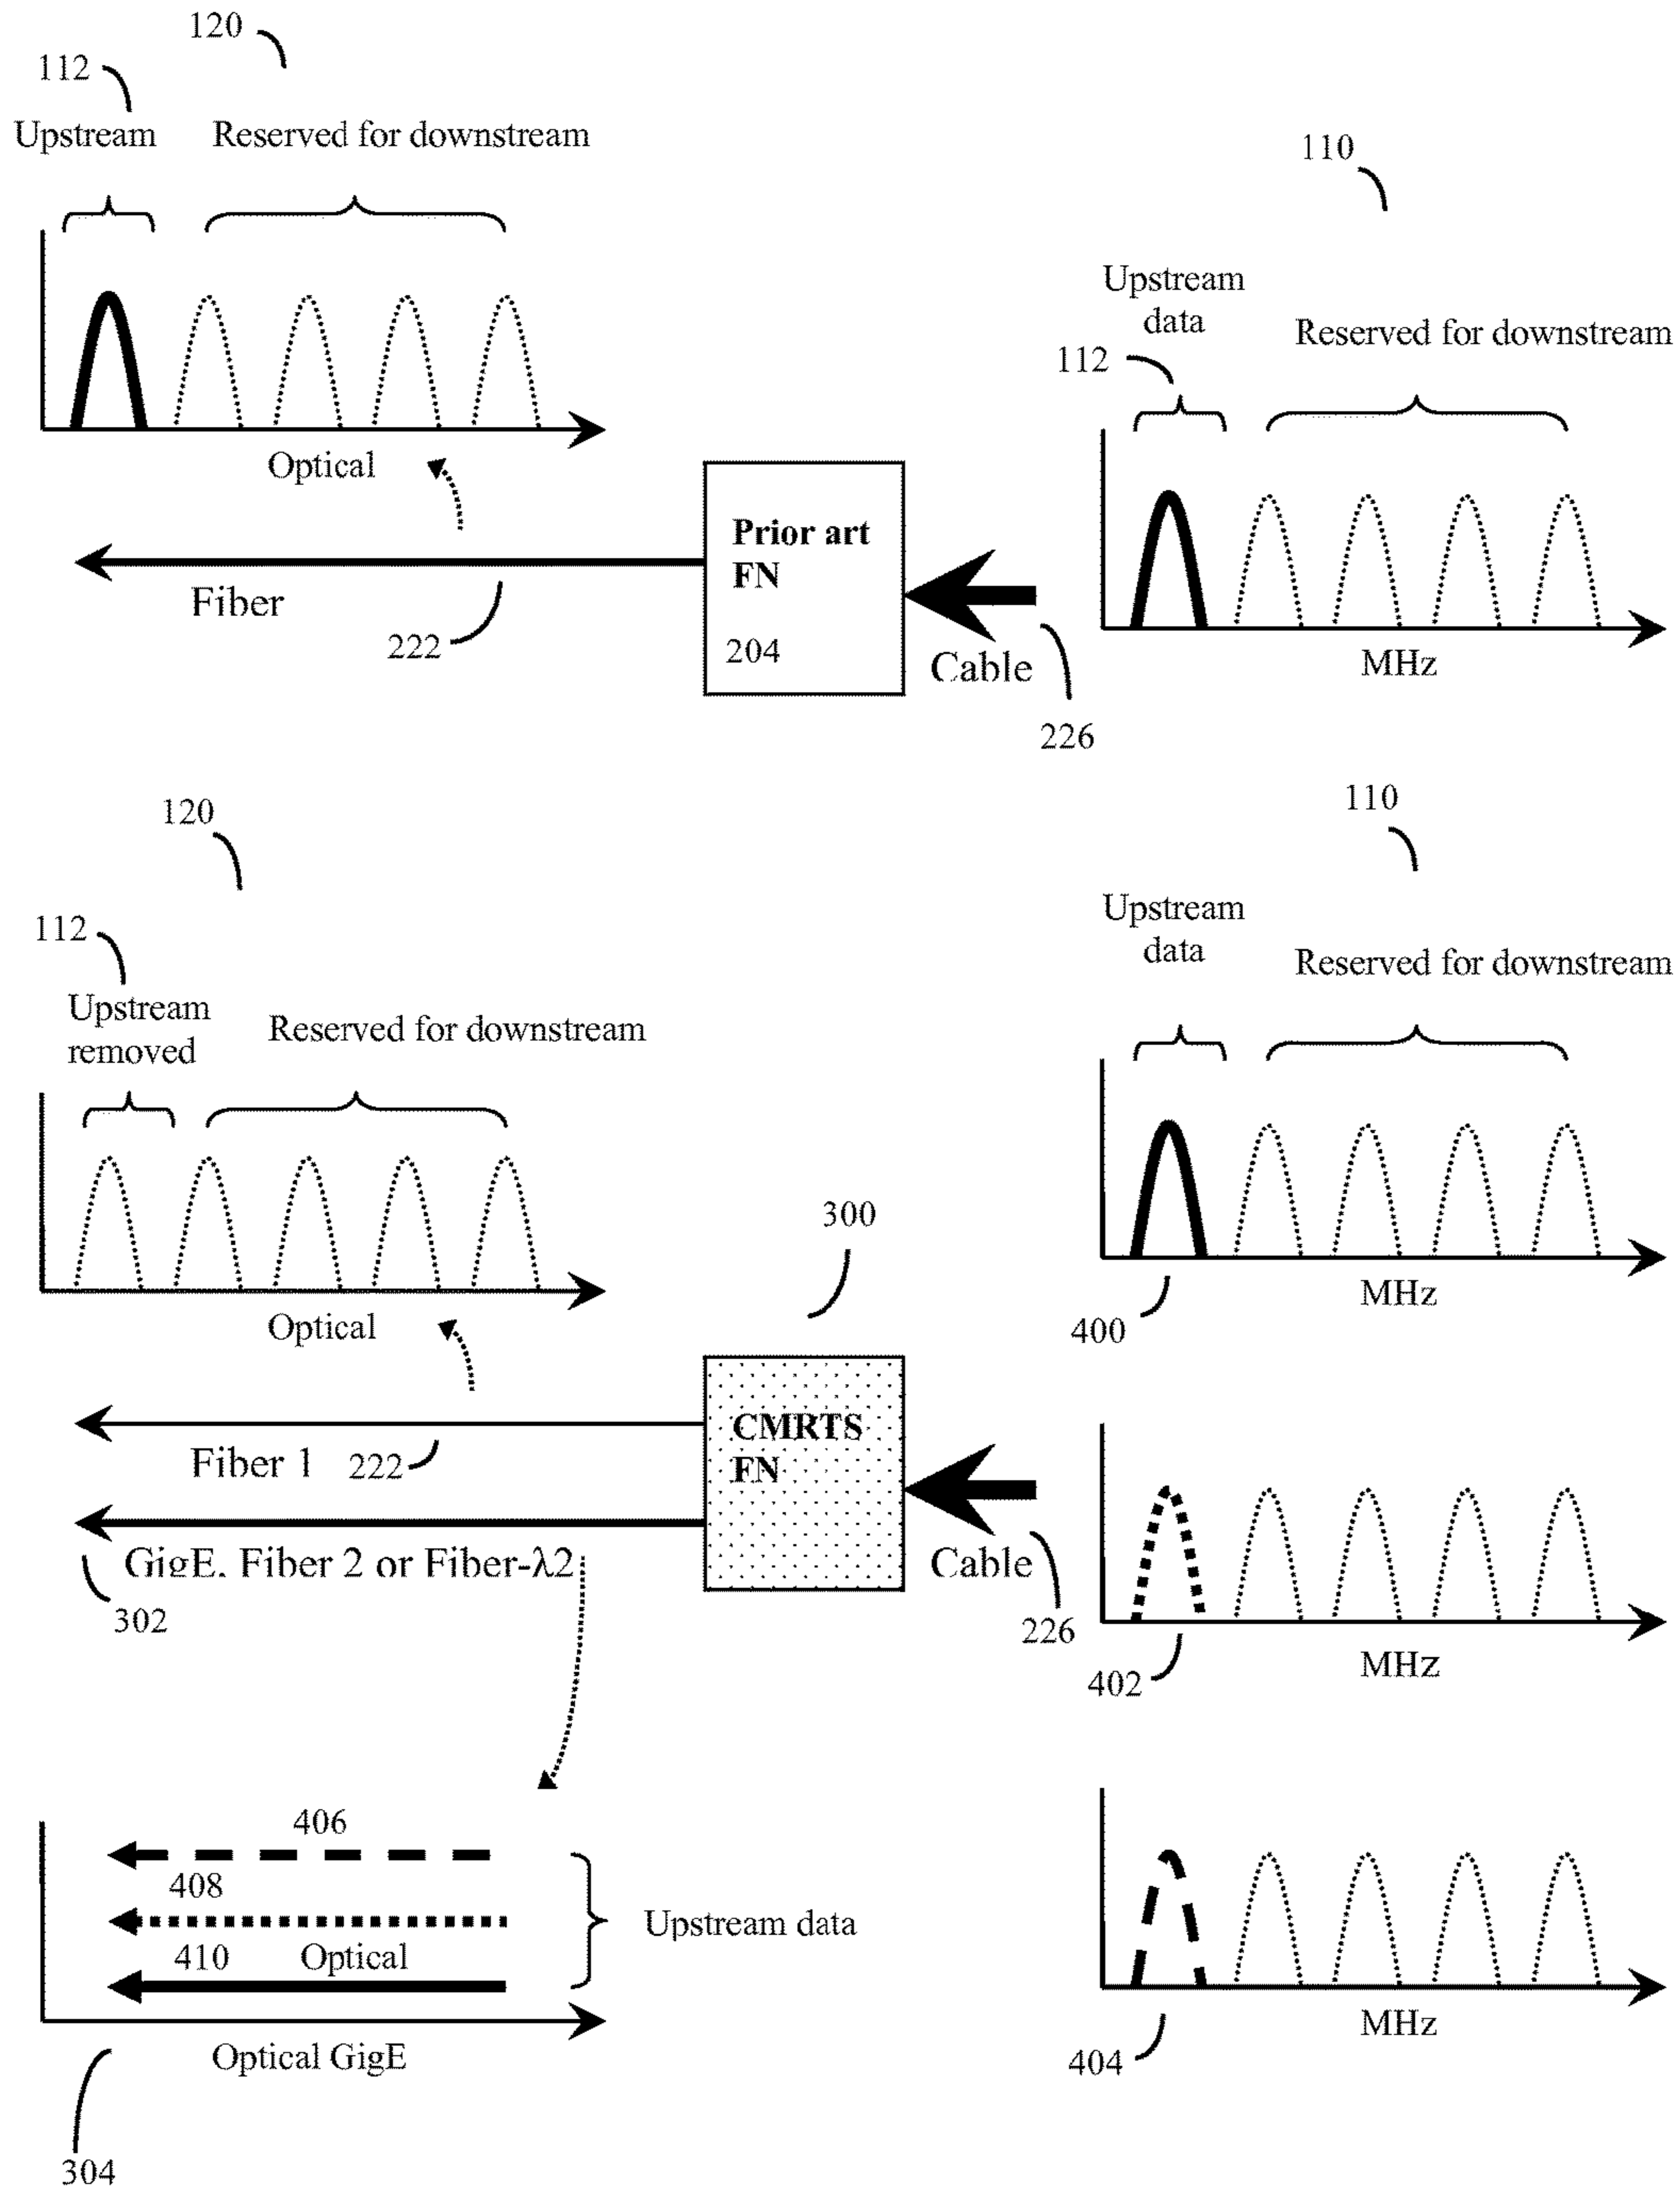 120
112
Upstream
Reserved for downstream
110
Upstream
data
Reserved for downstream
112
Optical
MHz
Prior art
FN
204
Fiber
222
Cable
226
120
110
112
Upstream
data
Reserved for downstream
Upstream
removed
Reserved for downstream
300
400
MHz
Optical
CMRTS
FN
Fiber 1
222
GigE, Fiber 2 or Fiber-λ2
302
Cable
226
402
MHz
406
408
410
Optical
Upstream data
Optical GigE
304
404
MHz